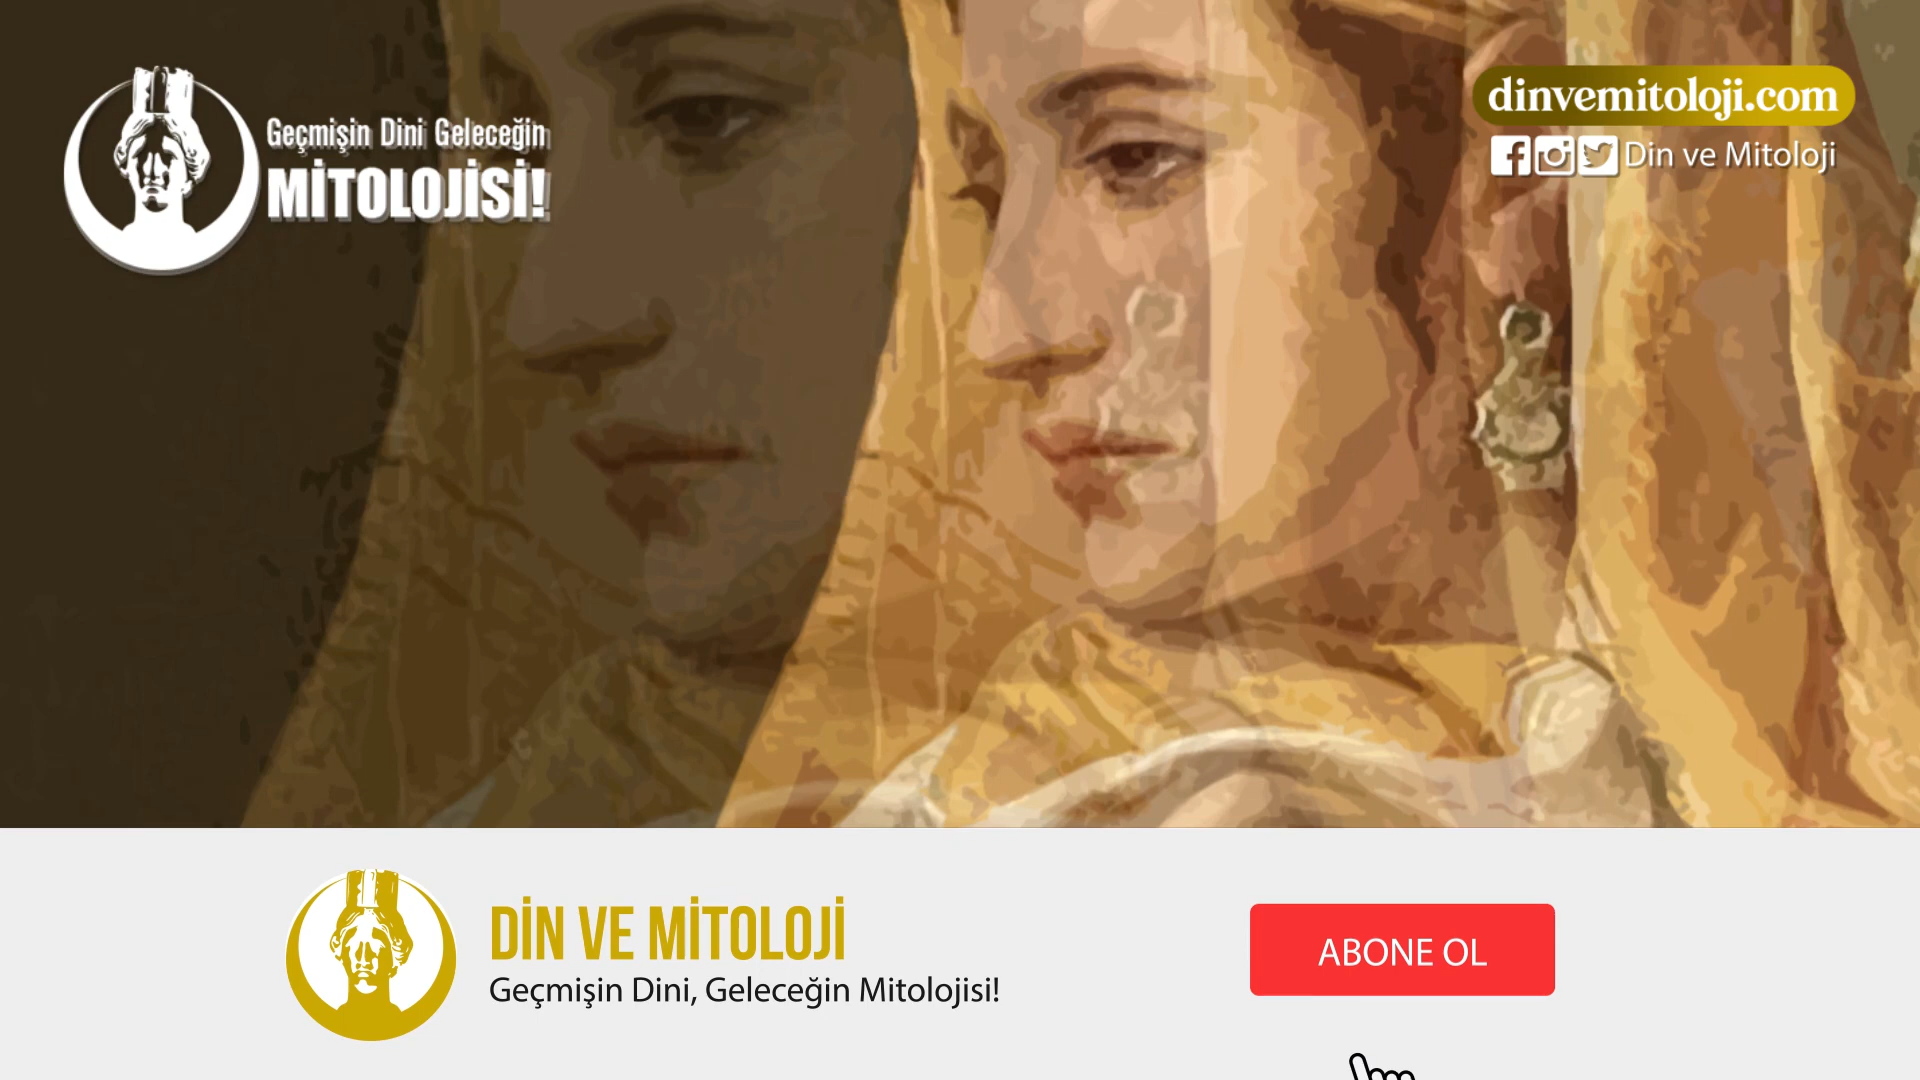 Geçmişin Dini Geleceğin
MİTOLOJİSİ!
dinvemitoloji.com
Din ve Mitoloji
DİN VE MİTOLOJİ
Geçmişin Dini, Geleceğin Mitolojisi!
ABONE OL